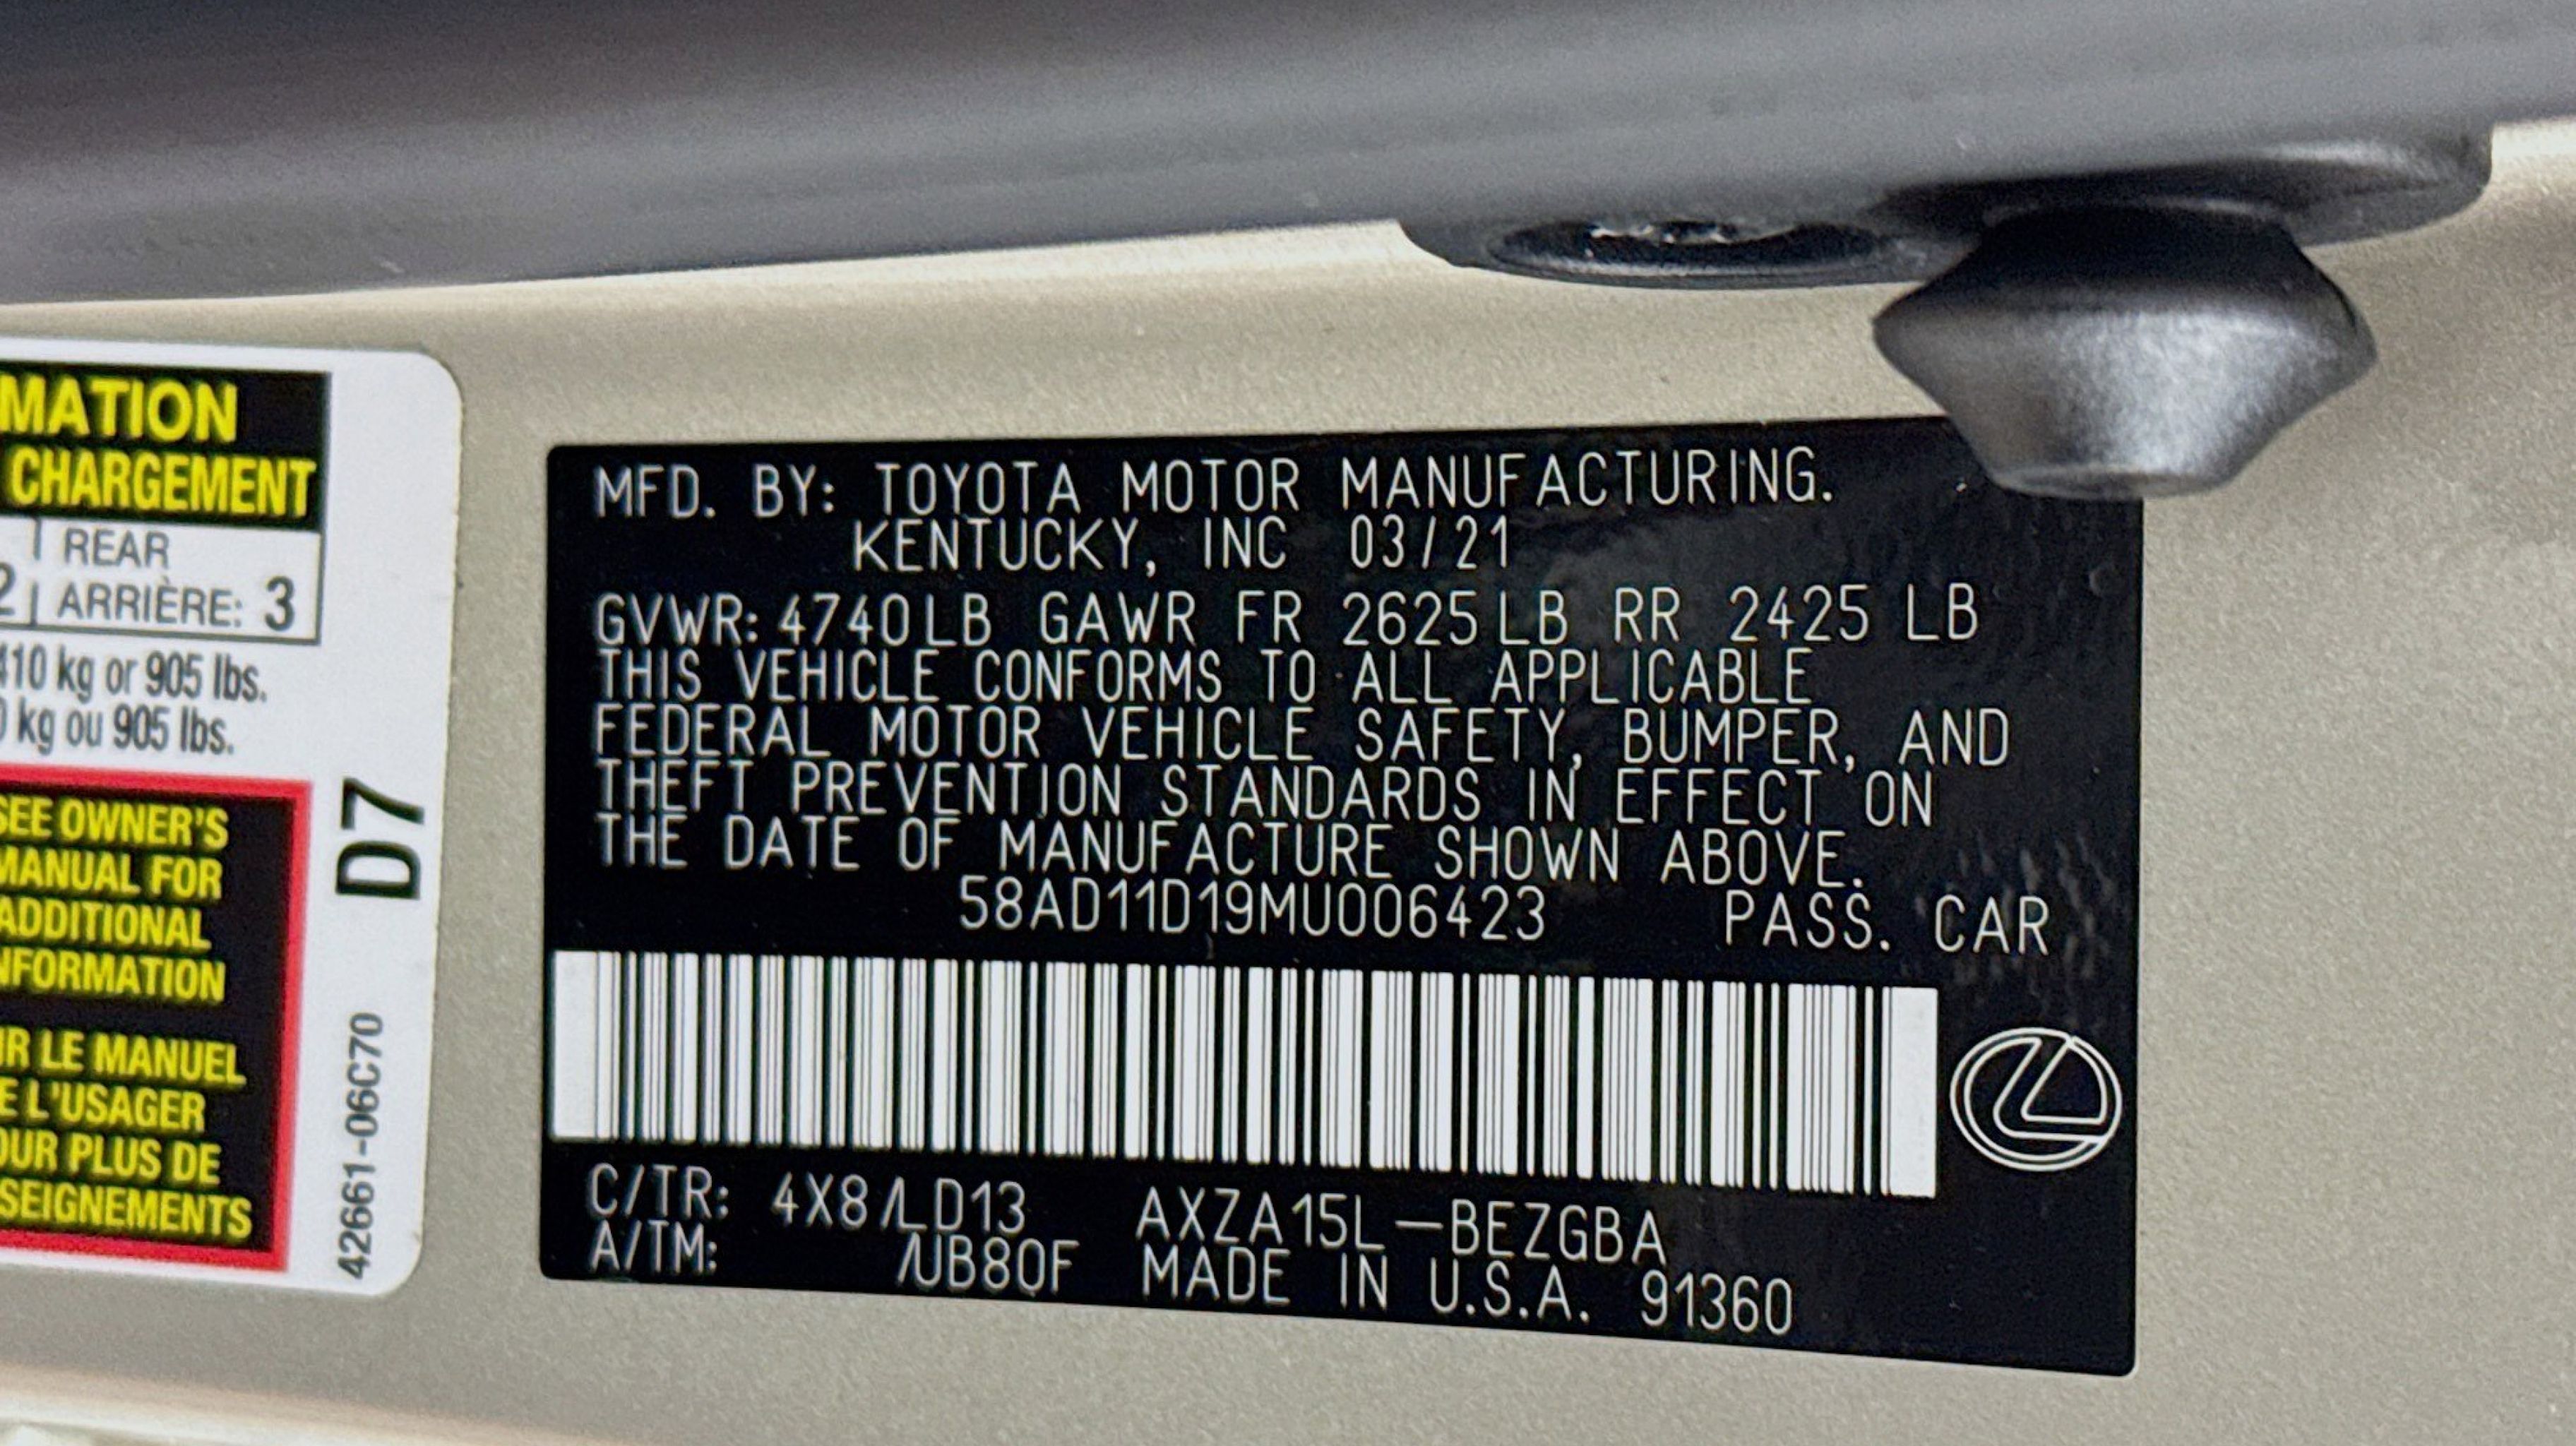 MATION
CHARGEMENT
REAR
2 ARRIÈRE: 3
410 kg or 905 lbs.
0 kg ou 905 lbs.
SEE OWNER'S
MANUAL FOR
ADDITIONAL
NFORMATION
IR LE MANUEL
E L'USAGER
OUR PLUS DE
SEIGNEMENTS
D7
42661-06C70
MFD. BY: TOYOTA MOTOR MANUFACTURING.
KENTUCKY, INC 03/21
GVWR: 4740LB GAWR FR 2625LB RR 2425 LB
THIS VEHICLE CONFORMS TO ALL APPLICABLE
FEDERAL MOTOR VEHICLE SAFETY, BUMPER, AND
THEFT PREVENTION STANDARDS IN EFFECT ON
THE DATE OF MANUFACTURE SHOWN ABOVE.
58AD11D19MU006423 PASS. CAR
C/TR: 4X8/LD13 AXZA15L-BEZGBA
A/TM: /UB80F MADE IN U.S.A. 91360